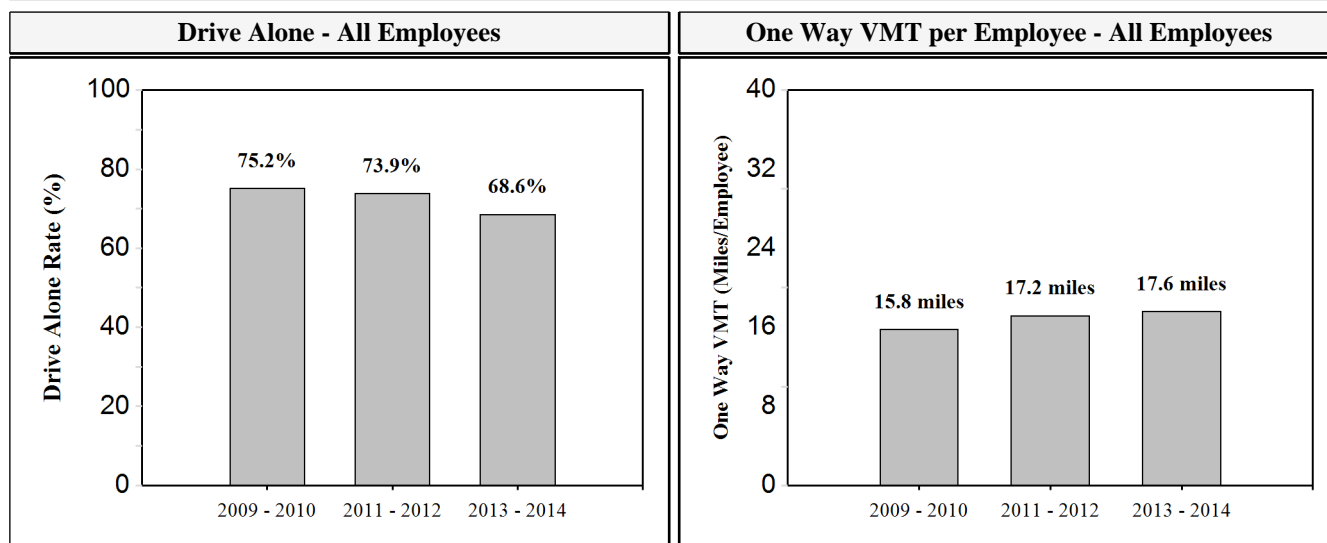 Drive Alone - All Employees
100
80
60
40
20
0
Drive Alone Rate (%)
75.2%
73.9%
68.6%
2009 - 2010
2011 - 2012
2013 - 2014
One Way VMT per Employee - All Employees
40
32
24
16
8
0
One Way VMT (Miles/Employee)
15.8 miles
17.2 miles
17.6 miles
2009 - 2010
2011 - 2012
2013 - 2014